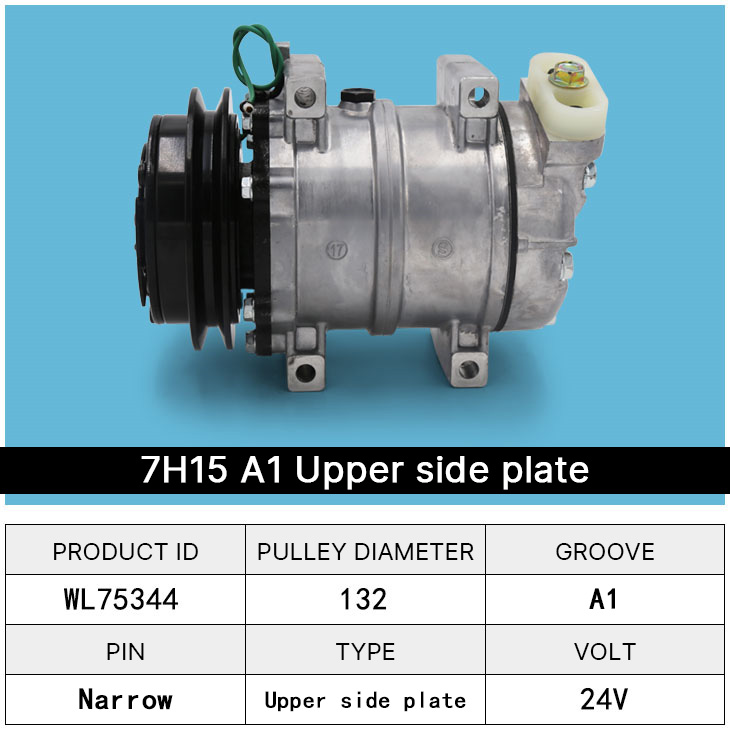 17
S
7H15 A1 Upper side plate
PRODUCT ID PULLEY DIAMETER GROOVE
WL75344 132 A1
PIN TYPE VOLT
Narrow Upper side plate 24V